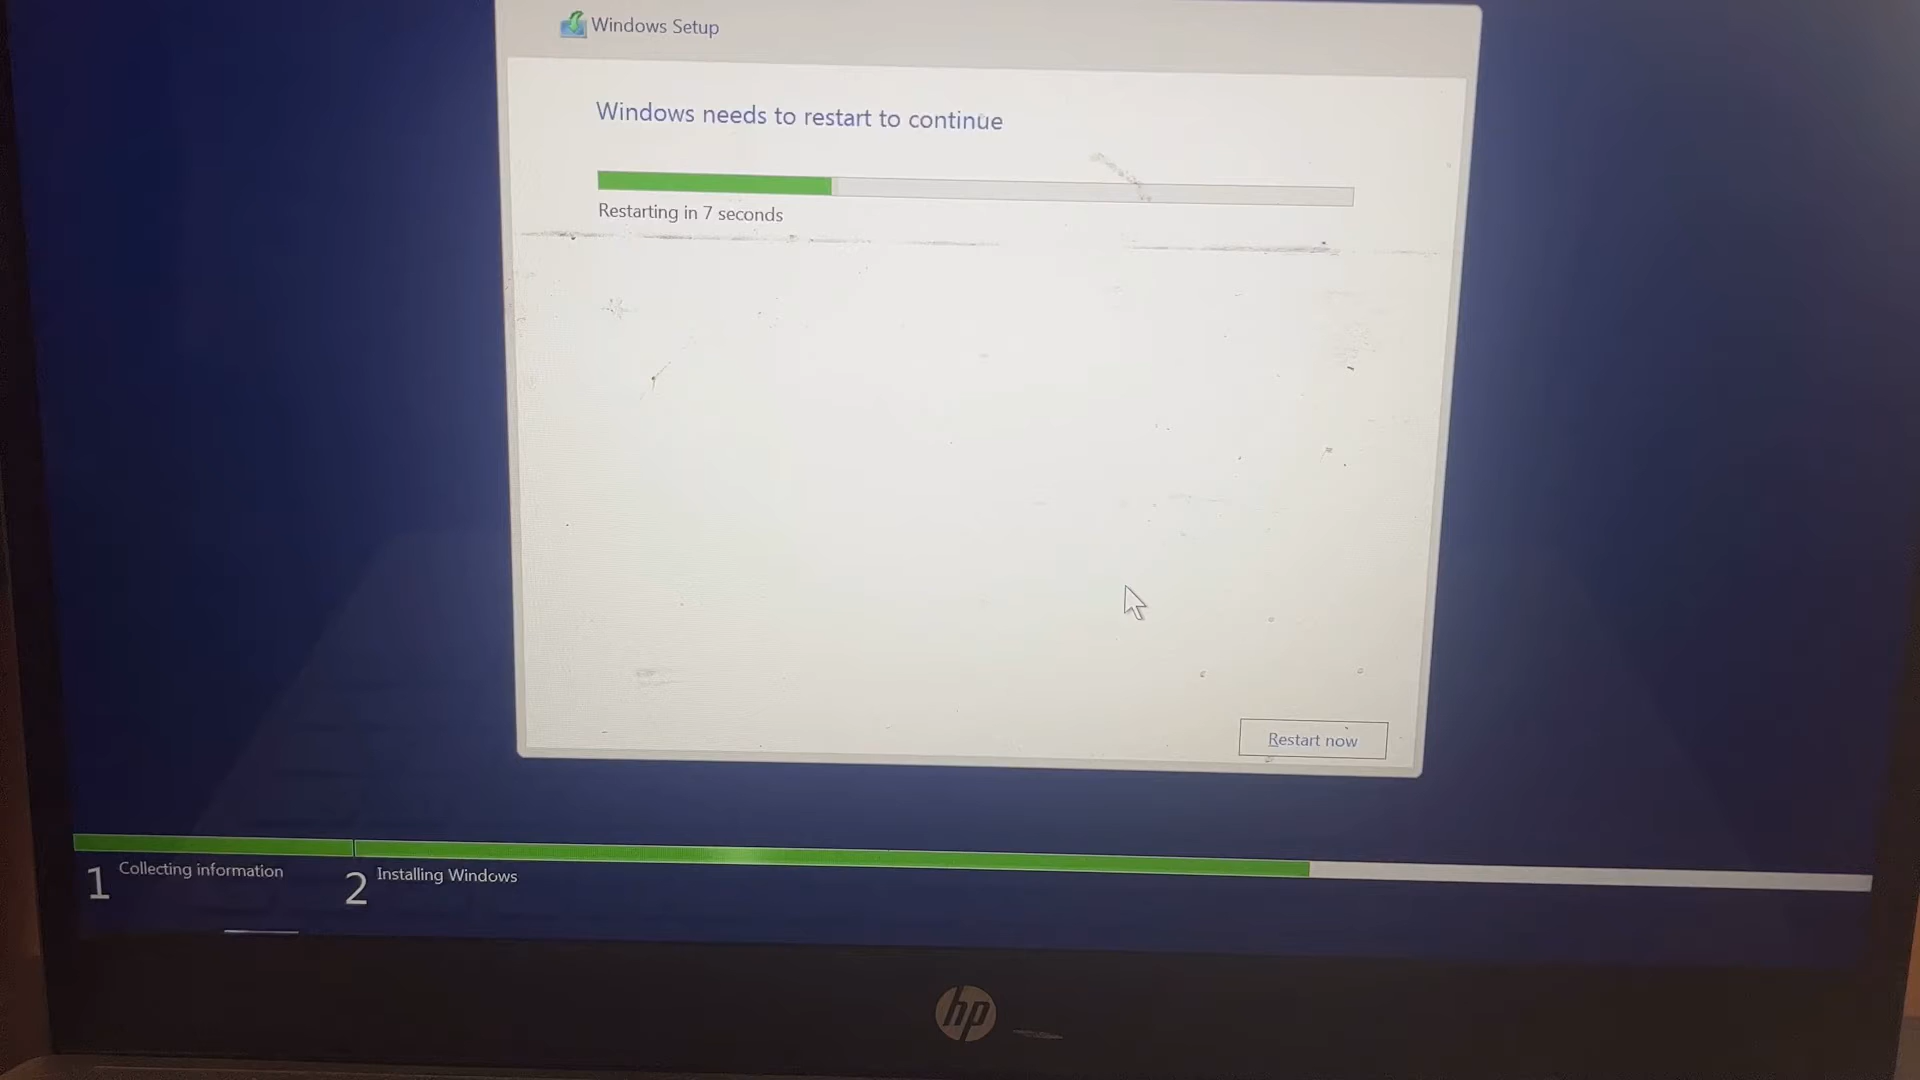 Windows Setup
Windows needs to restart to continue
Restarting in 7 seconds
Restart now
1 Collecting information
2 Installing Windows
hp